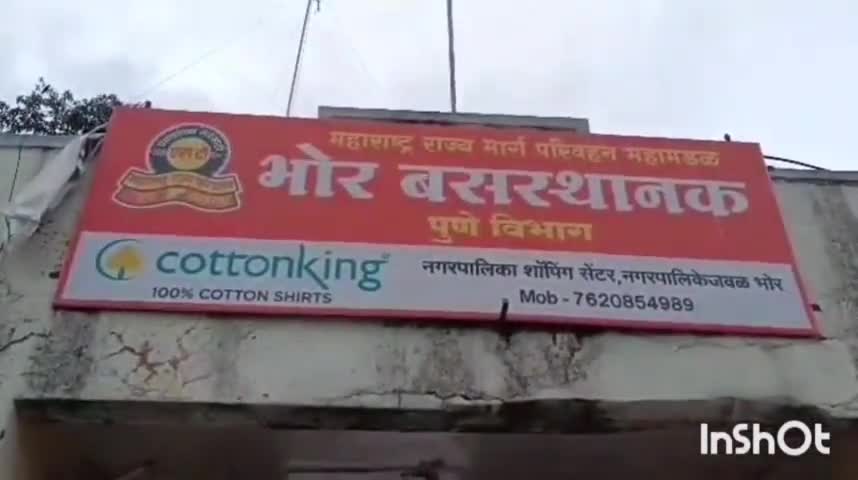 महाराष्ट्र राज्य मार्ग परिवहन महामंडळ
भोर बसस्थानक
पुणे विभाग
cottonking
100% COTTON SHIRTS
नगरपालिका शॉपिंग सेंटर,नगरपालिकेजवळ भोर
Mob - 7620854989
InShOt